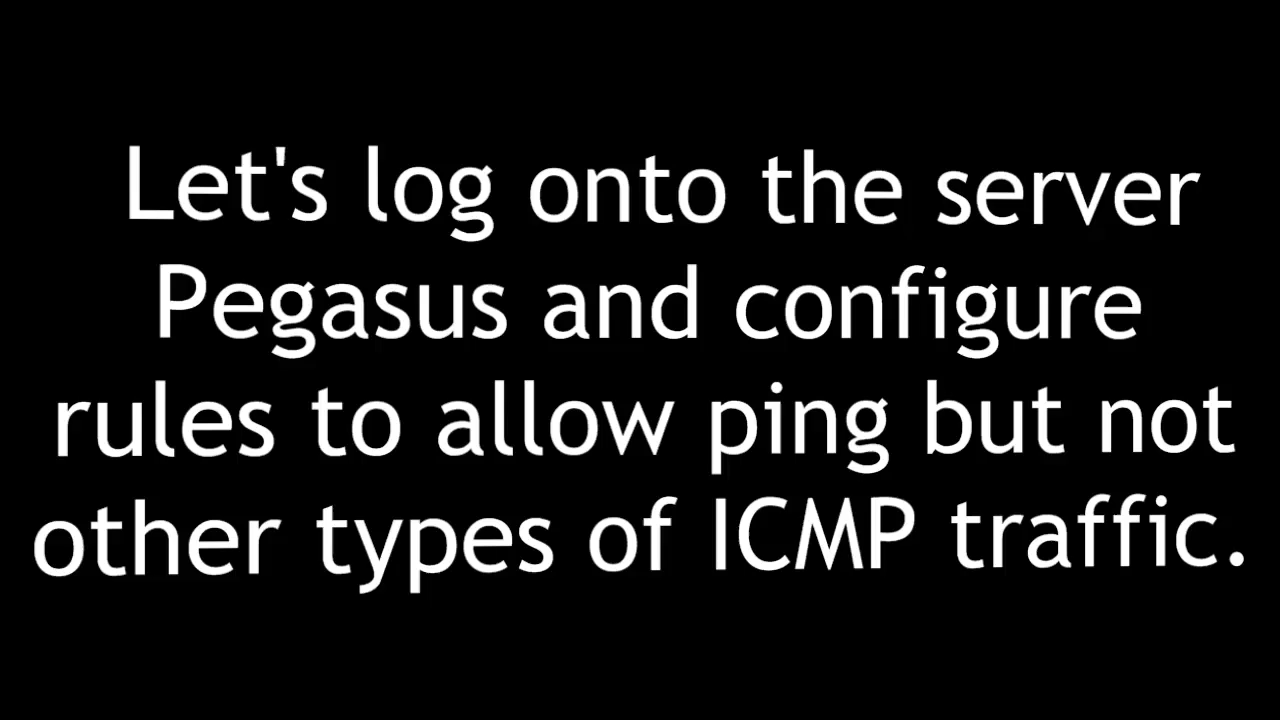 Let's log onto the server
Pegasus and configure
rules to allow ping but not
other types of ICMP traffic.